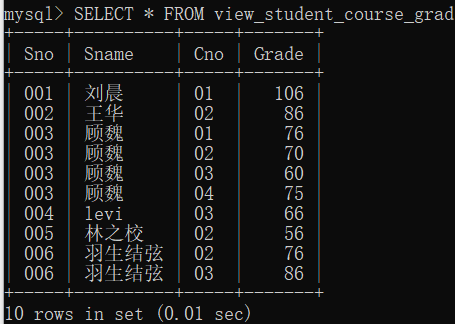 mysql> SELECT * FROM view_student_course_grad
+-----+----------+-----+-------+
| Sno | Sname | Cno | Grade |
+-----+----------+-----+-------+
| 001 | 刘晨 | 01 | 106 |
| 002 | 王华 | 02 | 86 |
| 003 | 顾魏 | 01 | 76 |
| 003 | 顾魏 | 02 | 70 |
| 003 | 顾魏 | 03 | 60 |
| 003 | 顾魏 | 04 | 75 |
| 004 | levi | 03 | 66 |
| 005 | 林之校 | 02 | 56 |
| 006 | 羽生结弦 | 02 | 76 |
| 006 | 羽生结弦 | 03 | 86 |
+-----+----------+-----+-------+
10 rows in set (0.01 sec)